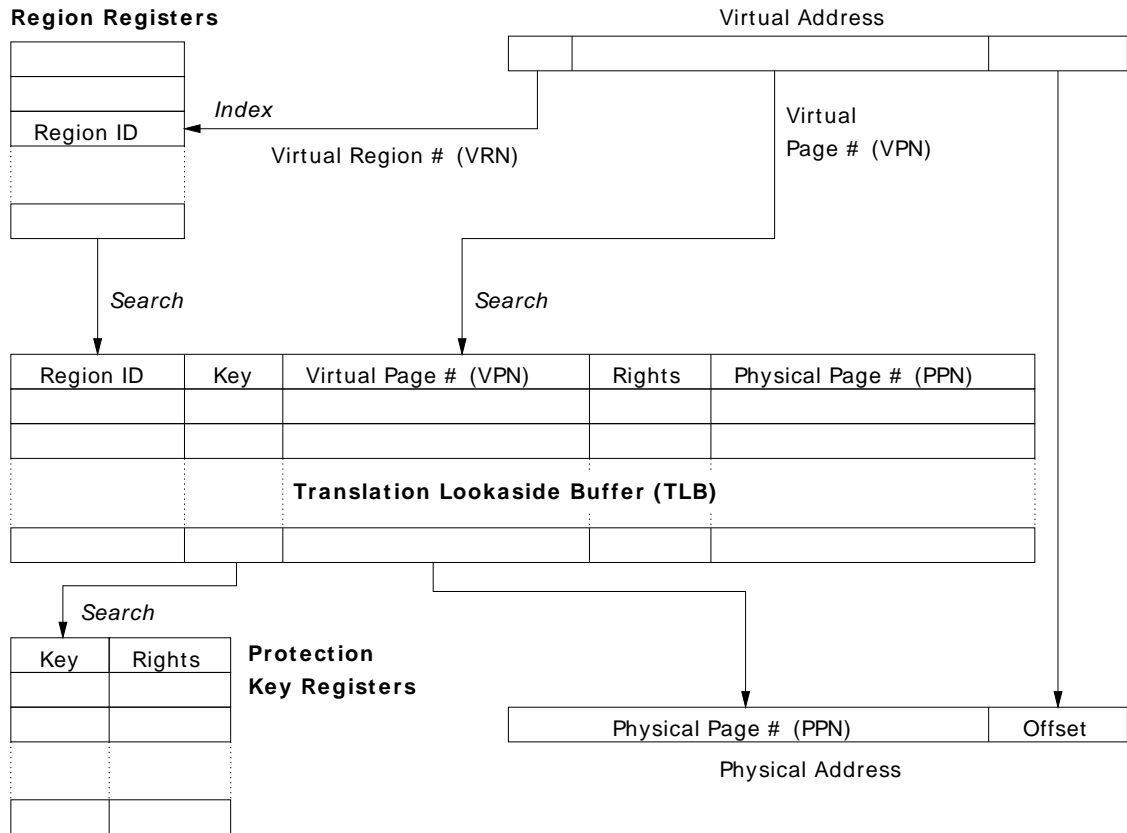 Region Registers
Virtual Address
Index
Region ID
Virtual Region # (VRN)
Virtual
Page # (VPN)
Search
Search
Region ID
Key
Virtual Page # (VPN)
Rights
Physical Page # (PPN)
Translation Lookaside Buffer (TLB)
Search
Key
Rights
Protection
Key Registers
Physical Page # (PPN)
Offset
Physical Address